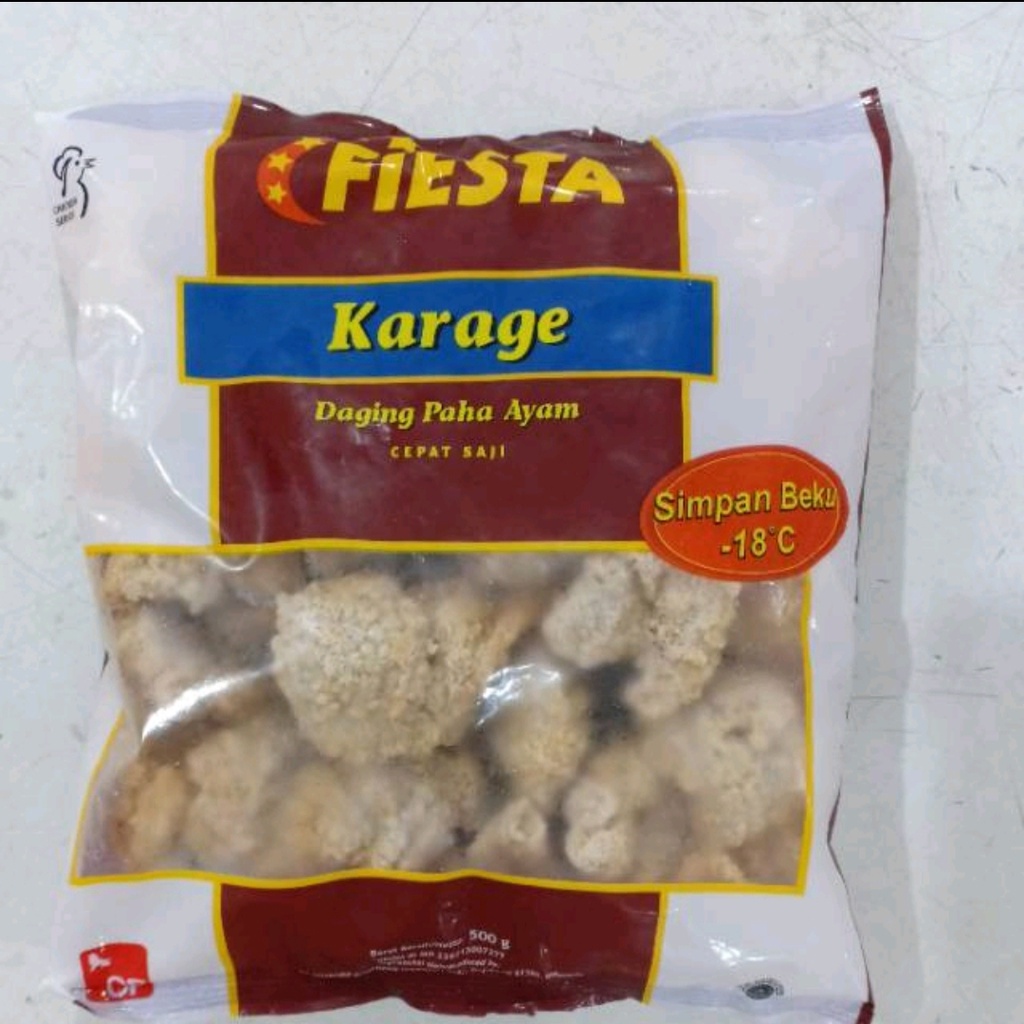 FiESTA
Karage
Daging Paha Ayam
CEPAT SAJI
Simpan Beku
-18°C
500 g